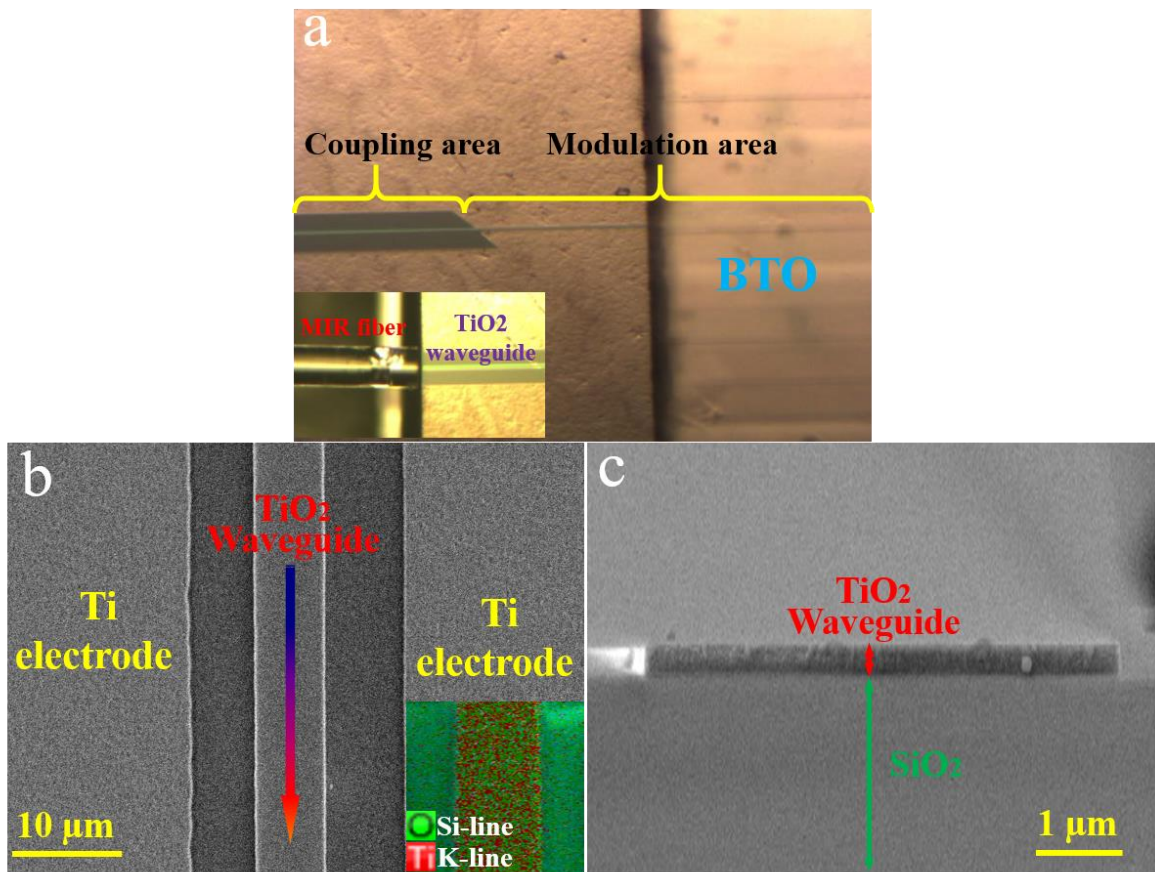 a
Coupling area
Modulation area
BTO
MIR fiber
TiO2
waveguide
b
TiO₂
Waveguide
Ti
electrode
Ti
electrode
10 μm
O Si-line
Ti K-line
c
TiO₂
Waveguide
SiO₂
1 μm